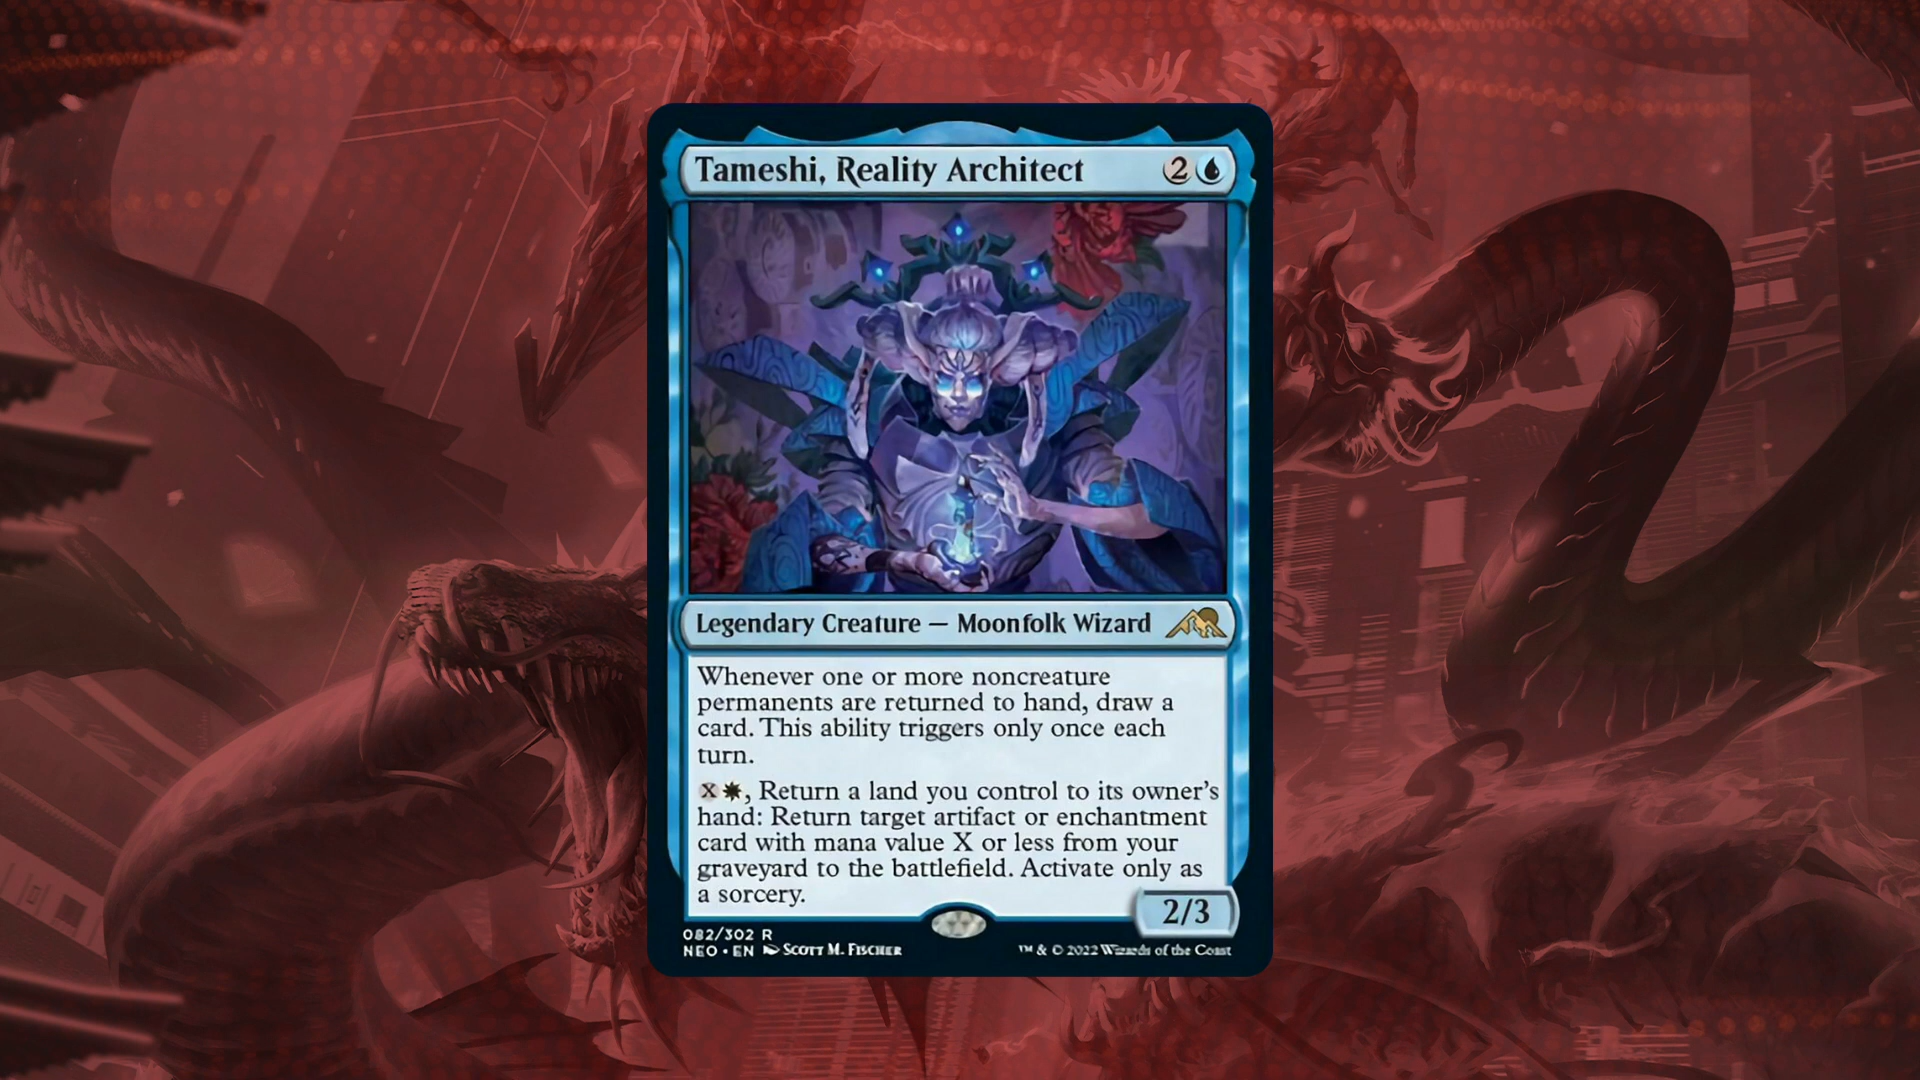 Tameshi, Reality Architect 2
Legendary Creature — Moonfolk Wizard
Whenever one or more noncreature
permanents are returned to hand, draw a
card. This ability triggers only once each
turn.
X, Return a land you control to its owner's
hand: Return target artifact or enchantment
card with mana value X or less from your
graveyard to the battlefield. Activate only as
a sorcery.
2/3
082/302 R
NEO • EN Scott M. Fischer
™ & © 2022 Wizards of the Coast